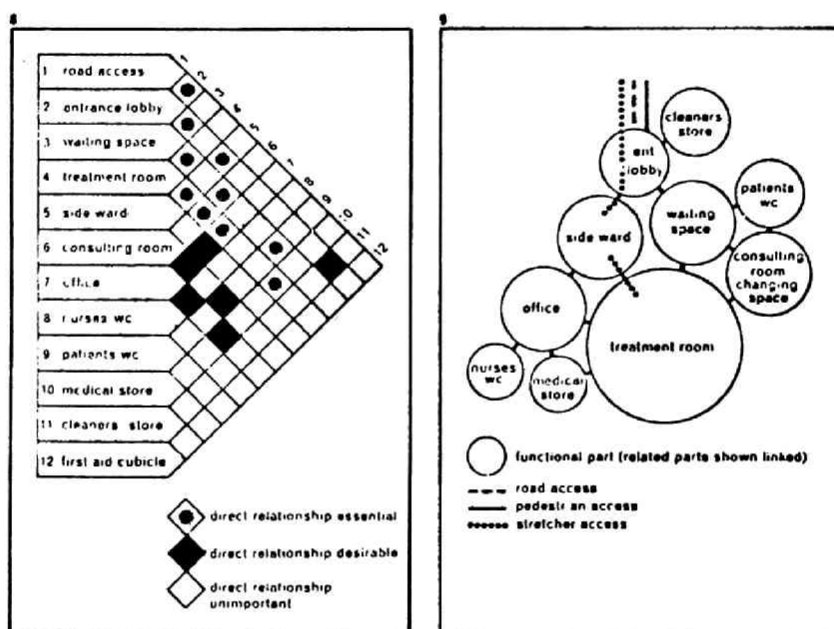 8
1
2
3
4
5
6
7
8
9
10
11
12
1 road access
2 entrance lobby
3 waiting space
4 treatment room
5 side ward
6 consulting room
7 office
8 nurses wc
9 patients wc
10 medical store
11 cleaners store
12 first aid cubicle
direct relationship essential
direct relationship desirable
direct relationship
unimportant
9
cleaners
store
ent
lobby
patients
wc
waiting
space
side ward
consulting
room
changing
space
office
treatment room
nurses
wc
medical
store
functional part (related parts shown linked)
road access
pedestrian access
stretcher access